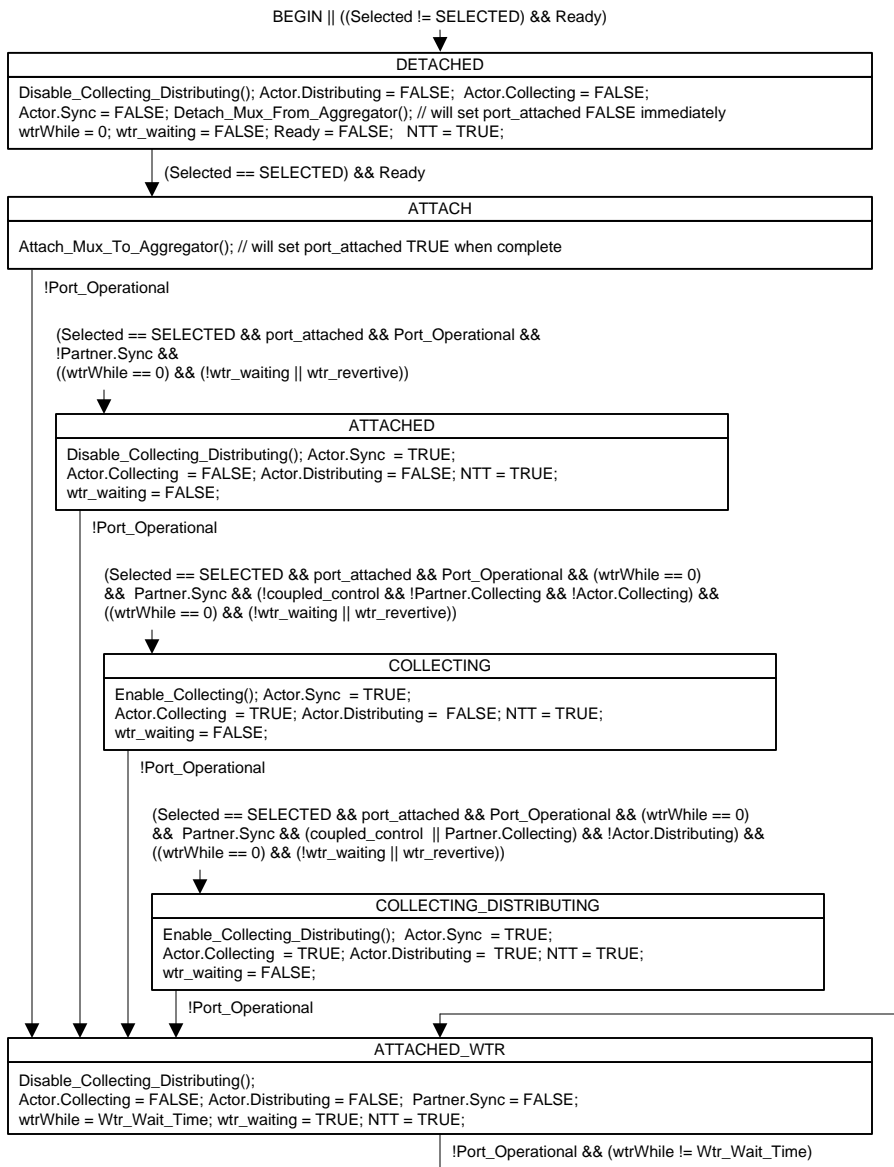 BEGIN || ((Selected != SELECTED) && Ready)
DETACHED
Disable_Collecting_Distributing(); Actor.Distributing = FALSE; Actor.Collecting = FALSE;
Actor.Sync = FALSE; Detach_Mux_From_Aggregator(); // will set port_attached FALSE immediately
wtrWhile = 0; wtr_waiting = FALSE; Ready = FALSE; NTT = TRUE;
(Selected == SELECTED) && Ready
ATTACH
Attach_Mux_To_Aggregator(); // will set port_attached TRUE when complete
!Port_Operational
(Selected == SELECTED && port_attached && Port_Operational &&
!Partner.Sync &&
((wtrWhile == 0) && (!wtr_waiting || wtr_revertive))
ATTACHED
Disable_Collecting_Distributing(); Actor.Sync = TRUE;
Actor.Collecting = FALSE; Actor.Distributing = FALSE; NTT = TRUE;
wtr_waiting = FALSE;
!Port_Operational
(Selected == SELECTED && port_attached && Port_Operational && (wtrWhile == 0)
&& Partner.Sync && (!coupled_control && !Partner.Collecting && !Actor.Collecting) &&
((wtrWhile == 0) && (!wtr_waiting || wtr_revertive))
COLLECTING
Enable_Collecting(); Actor.Sync = TRUE;
Actor.Collecting = TRUE; Actor.Distributing = FALSE; NTT = TRUE;
wtr_waiting = FALSE;
!Port_Operational
(Selected == SELECTED && port_attached && Port_Operational && (wtrWhile == 0)
&& Partner.Sync && (coupled_control || Partner.Collecting) && !Actor.Distributing) &&
((wtrWhile == 0) && (!wtr_waiting || wtr_revertive))
COLLECTING_DISTRIBUTING
Enable_Collecting_Distributing(); Actor.Sync = TRUE;
Actor.Collecting = TRUE; Actor.Distributing = TRUE; NTT = TRUE;
wtr_waiting = FALSE;
!Port_Operational
ATTACHED_WTR
Disable_Collecting_Distributing();
Actor.Collecting = FALSE; Actor.Distributing = FALSE; Partner.Sync = FALSE;
wtrWhile = Wtr_Wait_Time; wtr_waiting = TRUE; NTT = TRUE;
!Port_Operational && (wtrWhile != Wtr_Wait_Time)